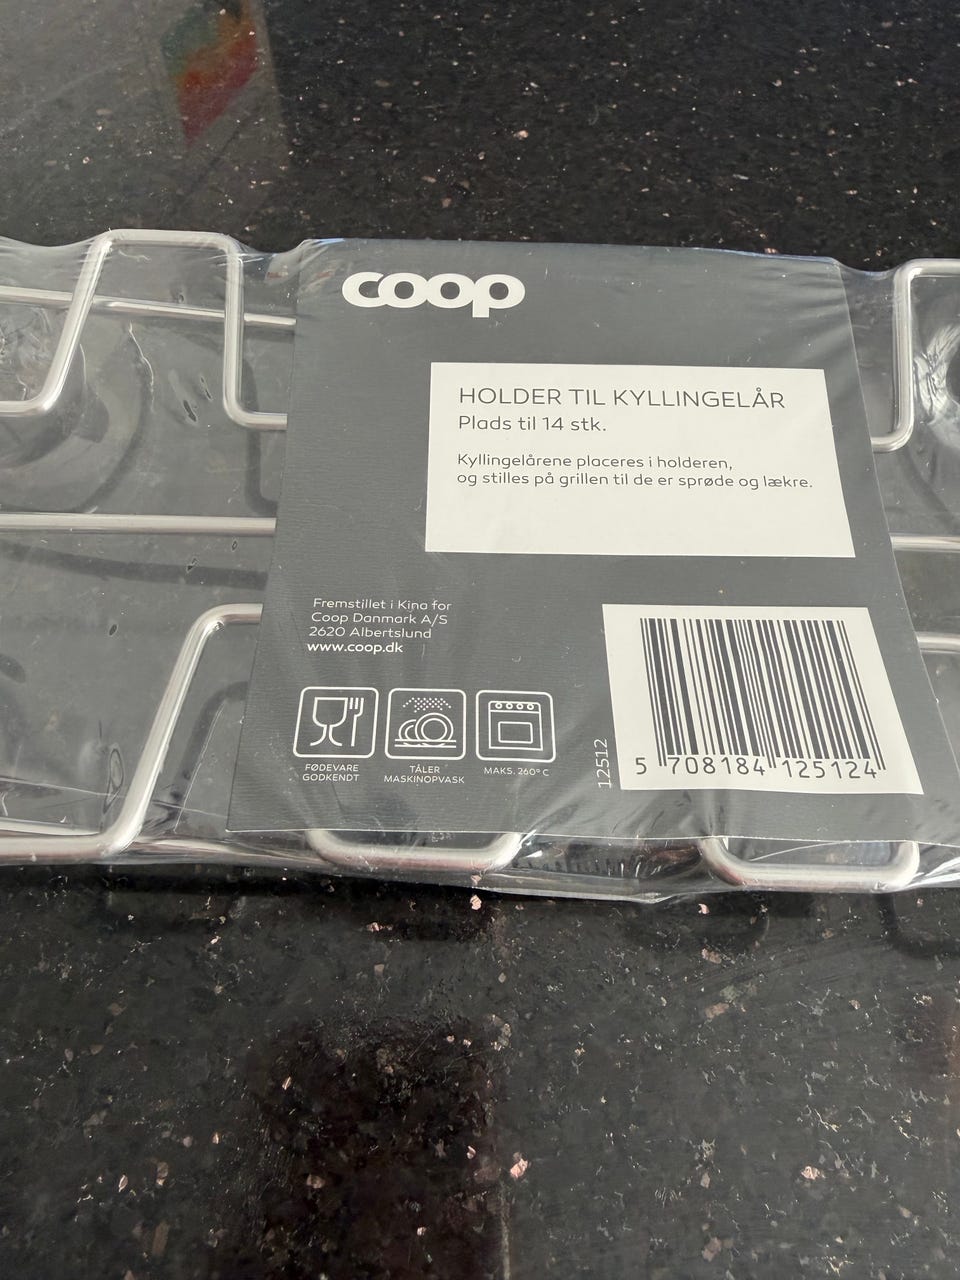 coop
HOLDER TIL KYLLINGELÅR
Plads til 14 stk.
Kyllingelårene placeres i holderen,
og stilles på grillen til de er sprøde og lækre.
Fremstillet i Kina for
Coop Danmark A/S
2620 Albertslund
www.coop.dk
FØDEVARE
GODKENDT
TÅLER
MASKINOPVASK
MAKS. 260° C
12512
5 708184 125124